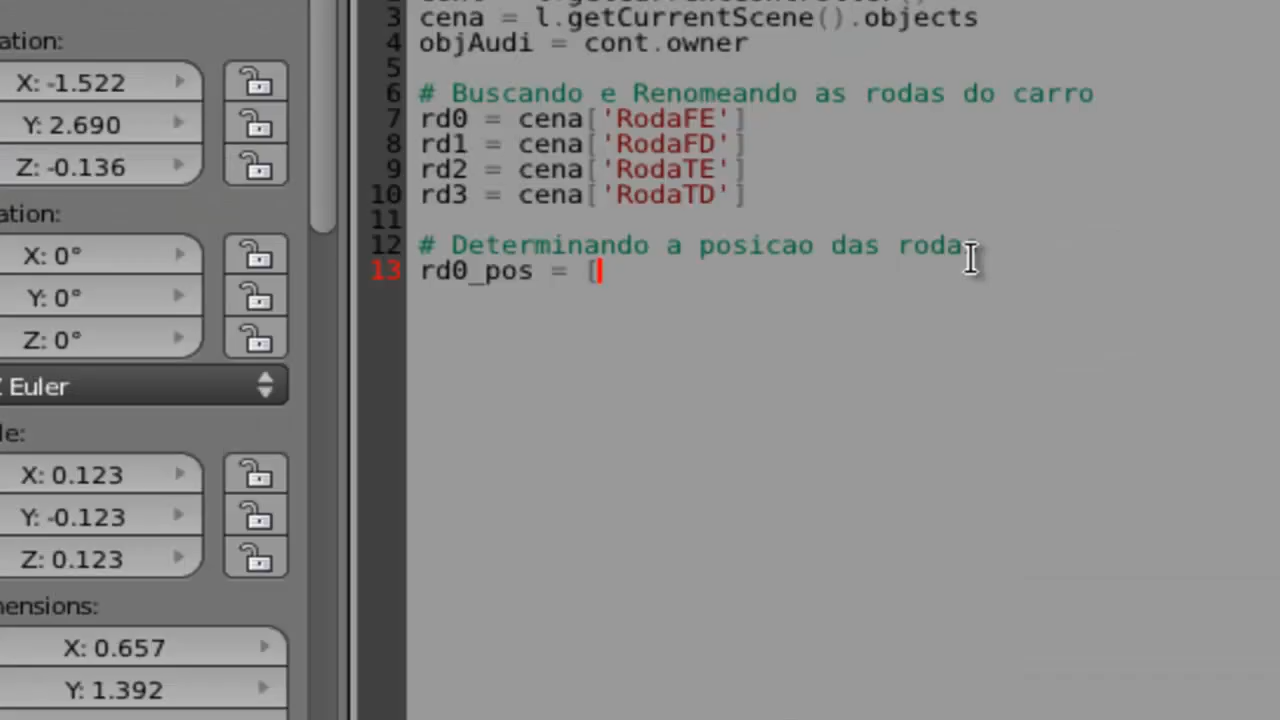 ation:
X: -1.522
Y: 2.690
Z: -0.136
ation:
X: 0°
Y: 0°
Z: 0°
Euler
le:
X: 0.123
Y: -0.123
Z: 0.123
mensions:
X: 0.657
Y: 1.392
3 cena = l.getCurrentScene().objects
4 objAudi = cont.owner
5
6 # Buscando e Renomeando as rodas do carro
7 rd0 = cena['RodaFE']
8 rd1 = cena['RodaFD']
9 rd2 = cena['RodaTE']
10 rd3 = cena['RodaTD']
11
12 # Determinando a posicao das rodas
13 rd0_pos = [